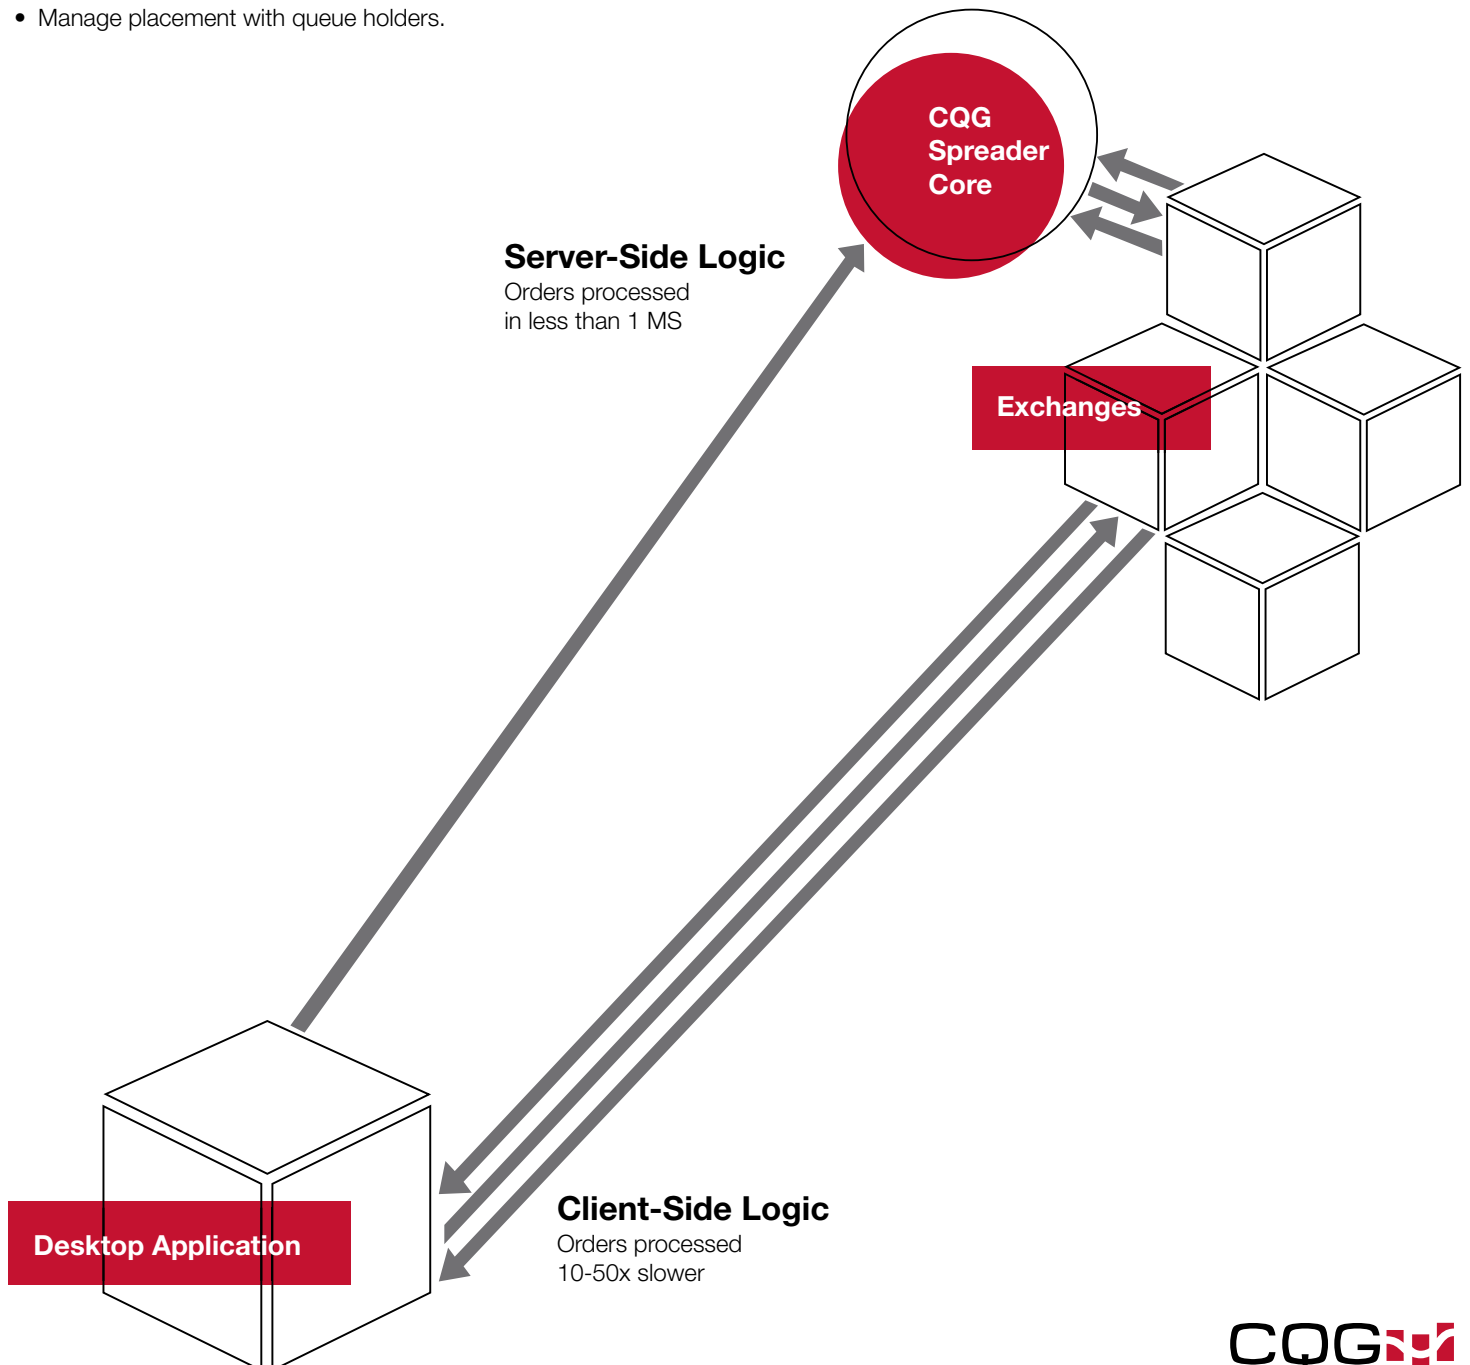 • Manage placement with queue holders.
CQG
Spreader
Core
Server-Side Logic
Orders processed
in less than 1 MS
Exchanges
Client-Side Logic
Orders processed
10-50x slower
Desktop Application
CQG